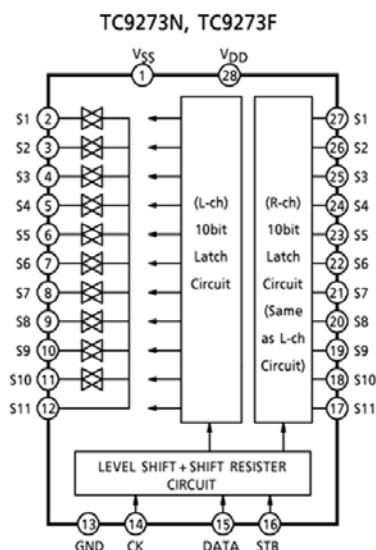 TC9273N, TC9273F
VSS VDD
1 28
S1 2 27 S1
S2 3 26 S2
S3 4 25 S3
S4 5 (L-ch) (R-ch) 24 S4
S5 6 10bit 10bit 23 S5
S6 7 Latch Latch 22 S6
S7 8 Circuit Circuit 21 S7
S8 9 (Same 20 S8
S9 10 as L-ch 19 S9
S10 11 Circuit) 18 S10
S11 12 17 S11
LEVEL SHIFT + SHIFT RESISTER
CIRCUIT
13 14 15 16
GND CK DATA STB